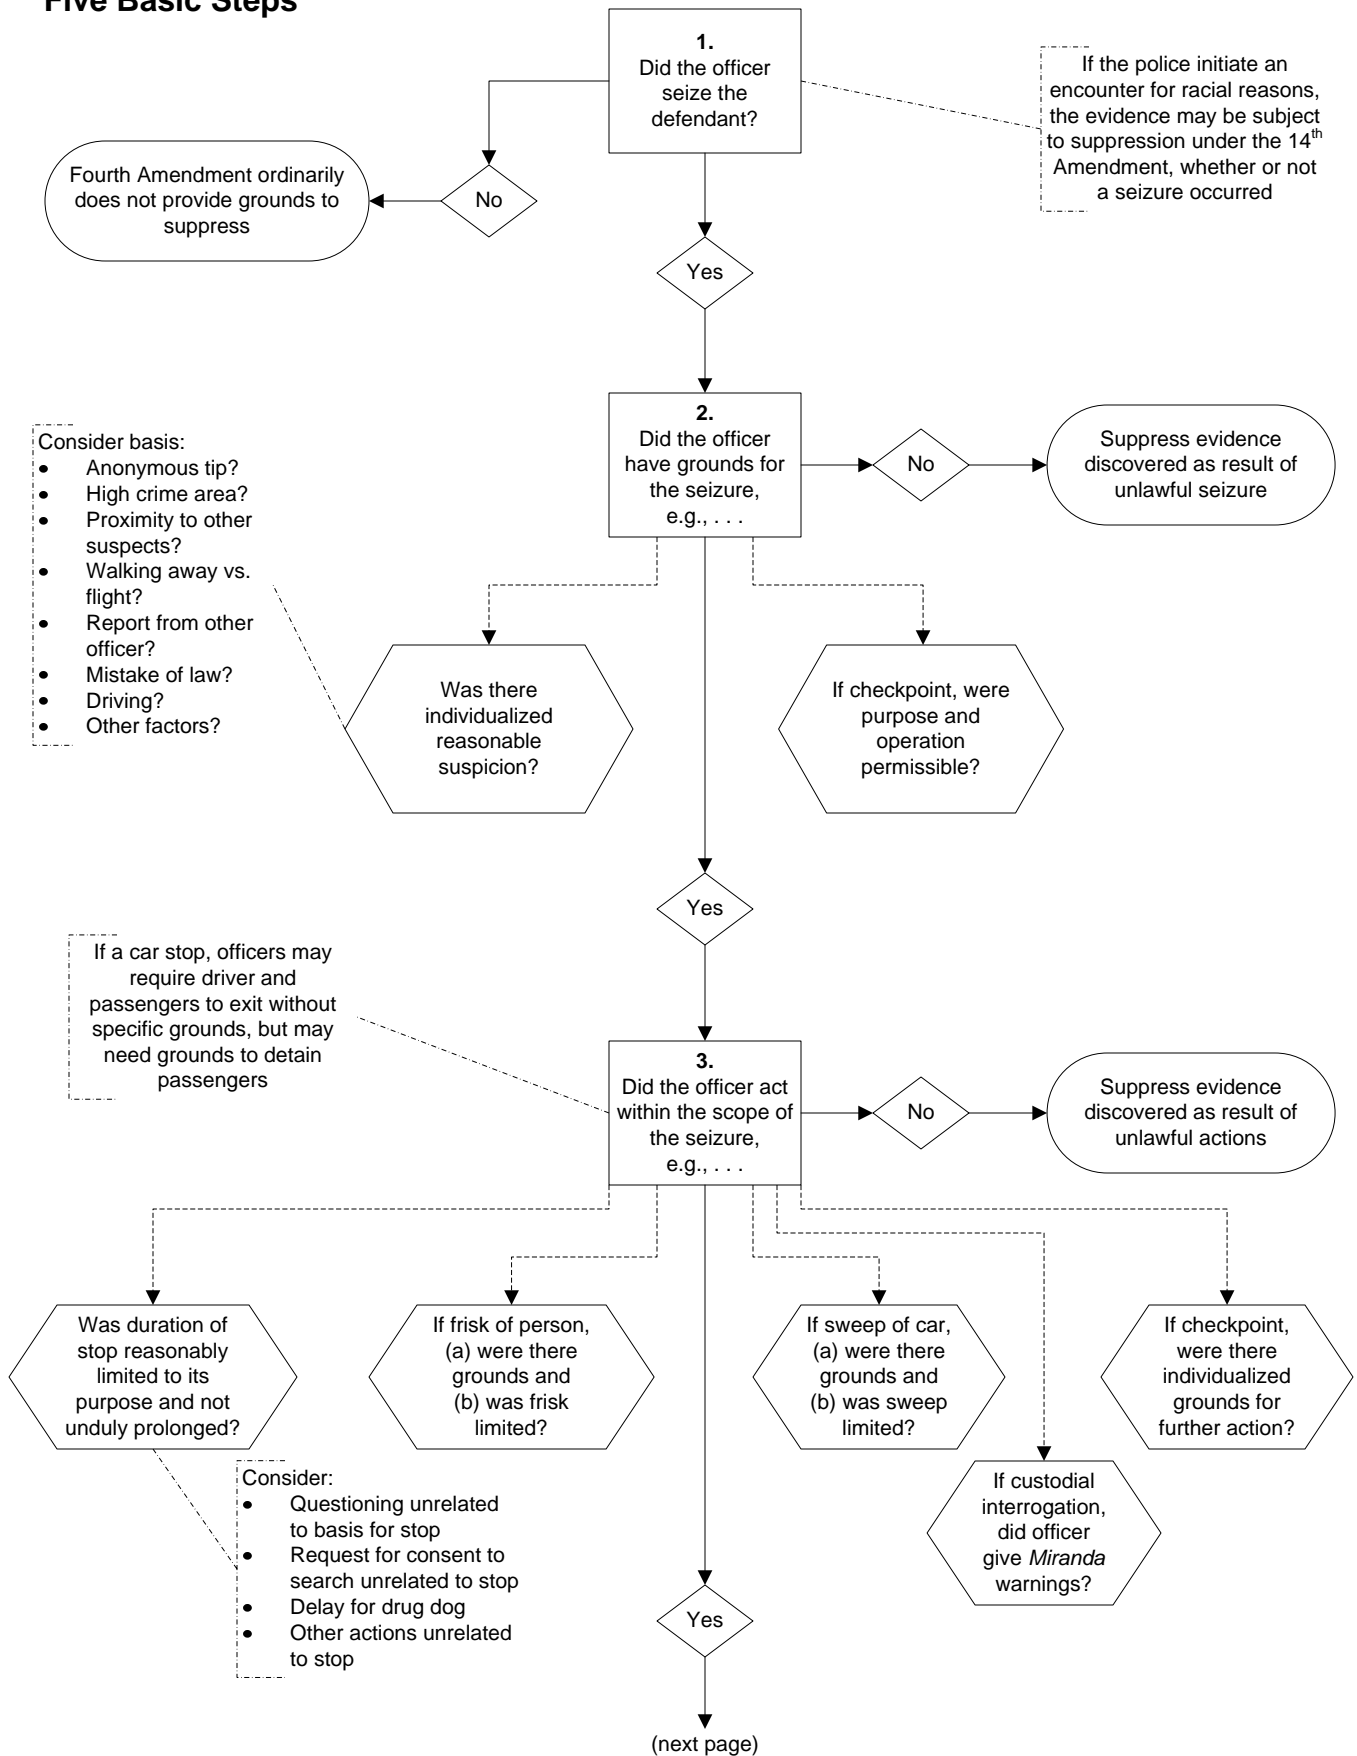 Five Basic Steps
1.
Did the officer
seize the
defendant?
If the police initiate an
encounter for racial reasons,
the evidence may be subject
to suppression under the 14th
Amendment, whether or not
a seizure occurred
Fourth Amendment ordinarily
does not provide grounds to
suppress
No
Yes
2.
Did the officer
have grounds for
the seizure,
e.g., . . .
No
Suppress evidence
discovered as result of
unlawful seizure
Consider basis:
• Anonymous tip?
• High crime area?
• Proximity to other
suspects?
• Walking away vs.
flight?
• Report from other
officer?
• Mistake of law?
• Driving?
• Other factors?
Was there
individualized
reasonable
suspicion?
If checkpoint, were
purpose and
operation
permissible?
Yes
If a car stop, officers may
require driver and
passengers to exit without
specific grounds, but may
need grounds to detain
passengers
3.
Did the officer act
within the scope of
the seizure,
e.g., . . .
No
Suppress evidence
discovered as result of
unlawful actions
Was duration of
stop reasonably
limited to its
purpose and not
unduly prolonged?
If frisk of person,
(a) were there
grounds and
(b) was frisk
limited?
If sweep of car,
(a) were there
grounds and
(b) was sweep
limited?
If checkpoint,
were there
individualized
grounds for
further action?
Consider:
• Questioning unrelated
to basis for stop
• Request for consent to
search unrelated to stop
• Delay for drug dog
• Other actions unrelated
to stop
If custodial
interrogation,
did officer
give Miranda
warnings?
Yes
(next page)